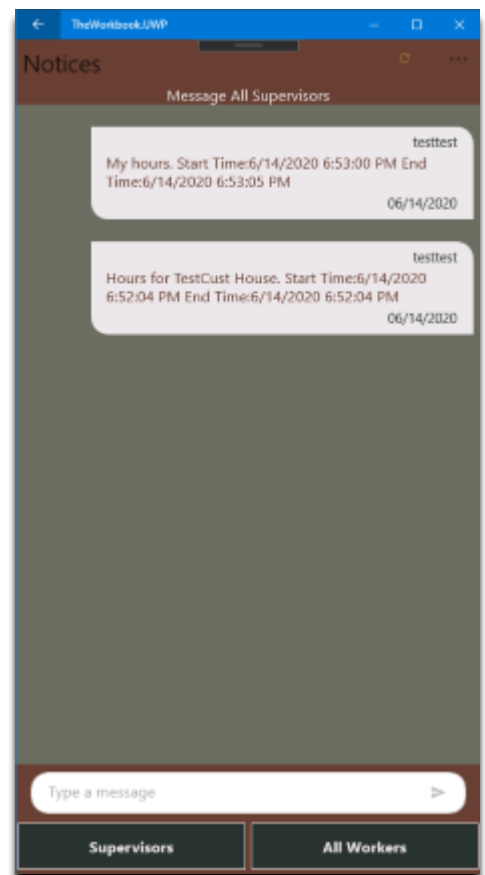 TheWorkbook.UWP
Notices
Message All Supervisors
testtest
My hours. Start Time:6/14/2020 6:53:00 PM End
Time:6/14/2020 6:53:05 PM
06/14/2020
testtest
Hours for TestCust House. Start Time:6/14/2020
6:52:04 PM End Time:6/14/2020 6:52:04 PM
06/14/2020
Type a message
Supervisors
All Workers